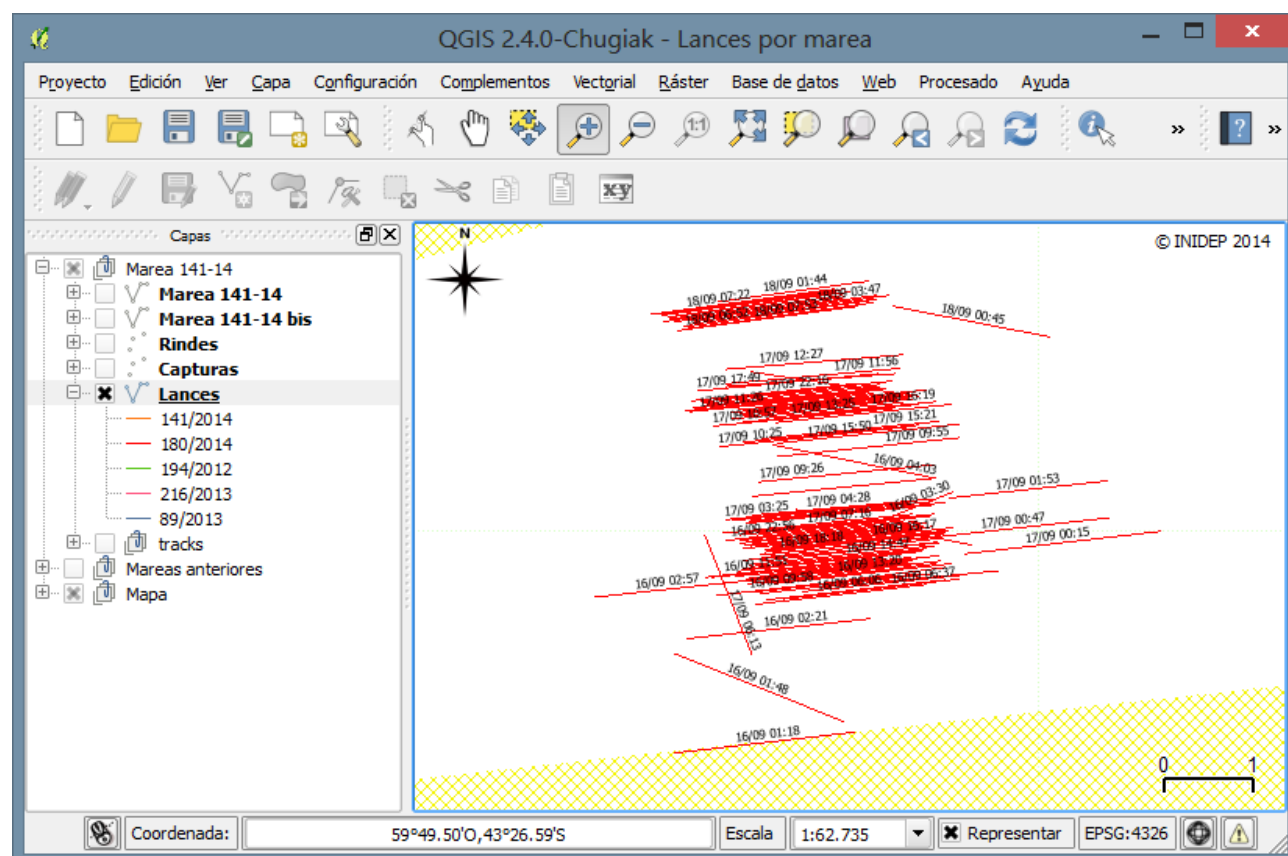 QGIS 2.4.0-Chugiak - Lances por marea
Proyecto Edición Ver Capa Configuración Complementos Vectorial Ráster Base de datos Web Procesado Ayuda
1:1
» ? »
xy
Capas
Marea 141-14
Marea 141-14
Marea 141-14 bis
Rindes
Capturas
Lances
141/2014
180/2014
194/2012
216/2013
89/2013
tracks
Mareas anteriores
Mapa
N
© INIDEP 2014
18/09 01:44
18/09 07:22
03:47
18/09 00:45
17/09 12:27
17/09 11:56
17/09 17:49
17/09 15:21
17/09 10:25
17/09 15:50
17/09 09:55
16/09 04:03
17/09 09:26
17/09 01:53
17/09 04:28
16/09 03:30
17/09 03:25
17/09 00:47
17/09 00:15
16/09 02:57
17/09 06:13
16/09 02:21
16/09 01:48
16/09 01:18
0 1
Coordenada: 59°49.50'O,43°26.59'S Escala 1:62.735 Representar EPSG:4326